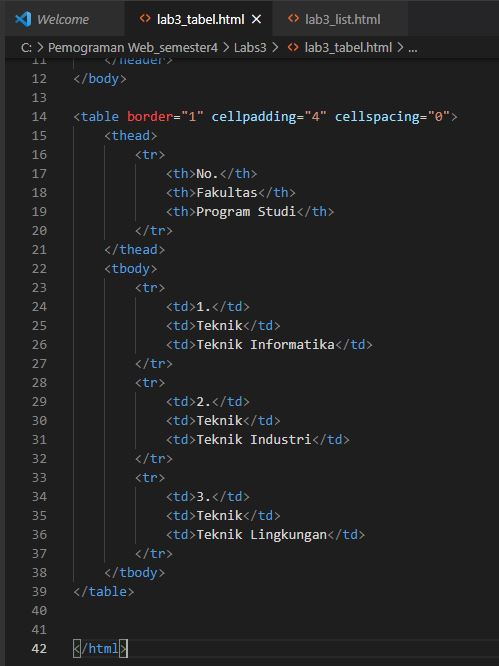 Welcome lab3_tabel.html × lab3_list.html
C: > Pemograman Web_semester4 > Labs3 > lab3_tabel.html > ...
11 </header>
12 </body>
13
14 <table border="1" cellpadding="4" cellspacing="0">
15 <thead>
16 <tr>
17 <th>No.</th>
18 <th>Fakultas</th>
19 <th>Program Studi</th>
20 </tr>
21 </thead>
22 <tbody>
23 <tr>
24 <td>1.</td>
25 <td>Teknik</td>
26 <td>Teknik Informatika</td>
27 </tr>
28 <tr>
29 <td>2.</td>
30 <td>Teknik</td>
31 <td>Teknik Industri</td>
32 </tr>
33 <tr>
34 <td>3.</td>
35 <td>Teknik</td>
36 <td>Teknik Lingkungan</td>
37 </tr>
38 </tbody>
39 </table>
40
41
42 </html>